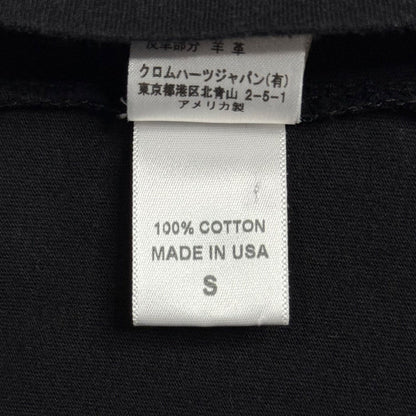 皮革部分 羊革
クロムハーツジャパン(有)
東京都港区北青山 2-5-1
アメリカ製
100% COTTON
MADE IN USA
S